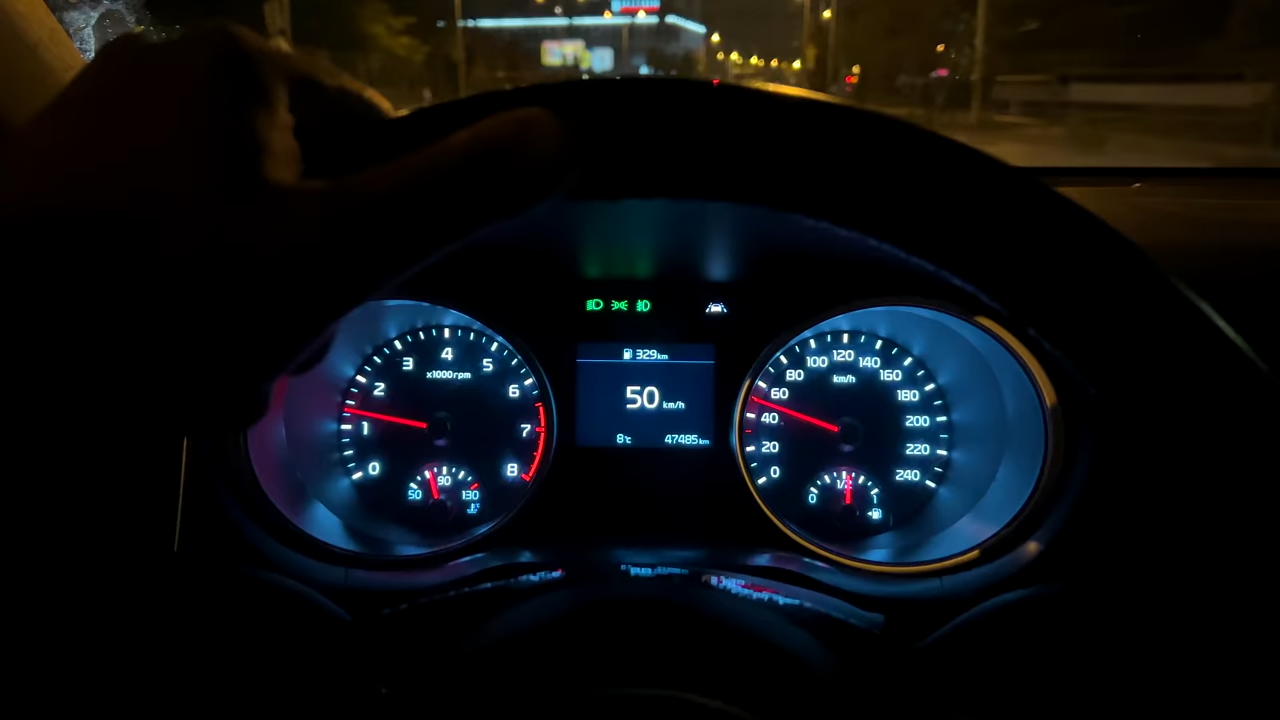 329km
50 km/h
8°C 47485km
x1000rpm
0 1 2 3 4 5 6 7 8
50 90 130
km/h
0 20 40 60 80 100 120 140 160 180 200 220 240
0 1/2 1